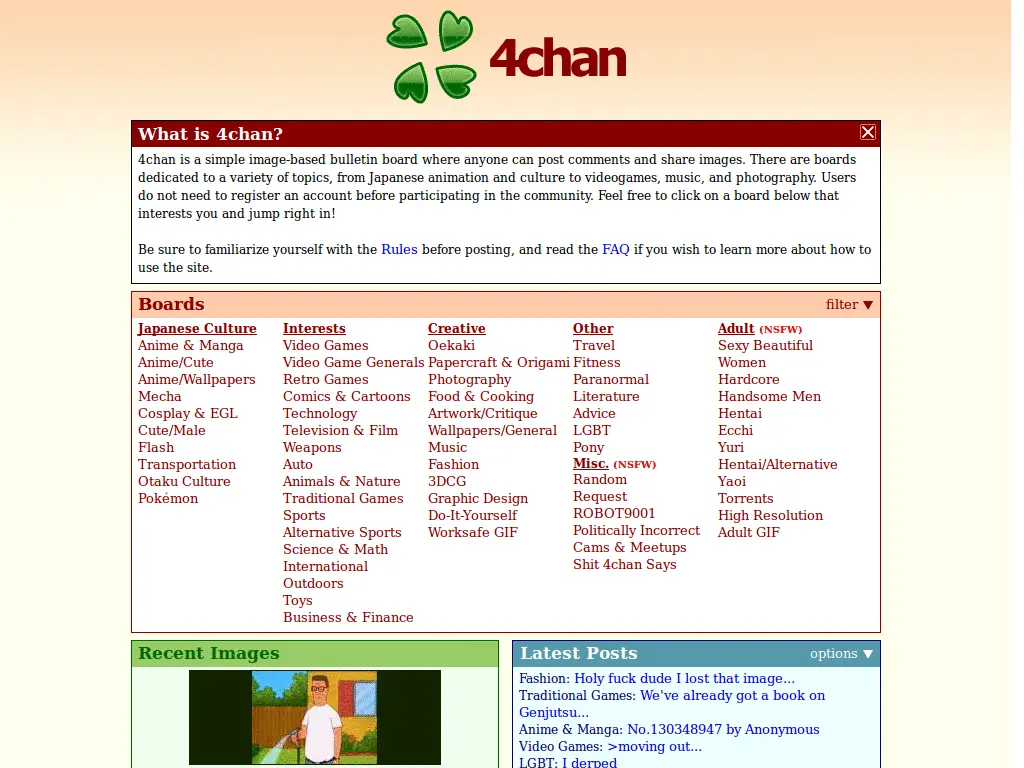 4chan
What is 4chan?
4chan is a simple image-based bulletin board where anyone can post comments and share images. There are boards
dedicated to a variety of topics, from Japanese animation and culture to videogames, music, and photography. Users
do not need to register an account before participating in the community. Feel free to click on a board below that
interests you and jump right in!
Be sure to familiarize yourself with the Rules before posting, and read the FAQ if you wish to learn more about how to
use the site.
Boards
filter ▼
Japanese Culture
Anime & Manga
Anime/Cute
Anime/Wallpapers
Mecha
Cosplay & EGL
Cute/Male
Flash
Transportation
Otaku Culture
Pokémon
Interests
Video Games
Video Game Generals
Retro Games
Comics & Cartoons
Technology
Television & Film
Weapons
Auto
Animals & Nature
Traditional Games
Sports
Alternative Sports
Science & Math
International
Outdoors
Toys
Business & Finance
Creative
Oekaki
Papercraft & Origami
Photography
Food & Cooking
Artwork/Critique
Wallpapers/General
Music
Fashion
3DCG
Graphic Design
Do-It-Yourself
Worksafe GIF
Other
Travel
Fitness
Paranormal
Literature
Advice
LGBT
Pony
Misc. (NSFW)
Random
Request
ROBOT9001
Politically Incorrect
Cams & Meetups
Shit 4chan Says
Adult (NSFW)
Sexy Beautiful
Women
Hardcore
Handsome Men
Hentai
Ecchi
Yuri
Hentai/Alternative
Yaoi
Torrents
High Resolution
Adult GIF
Recent Images
Latest Posts
options ▼
Fashion: Holy fuck dude I lost that image...
Traditional Games: We've already got a book on
Genjutsu...
Anime & Manga: No.130348947 by Anonymous
Video Games: >moving out...
LGBT: I derped